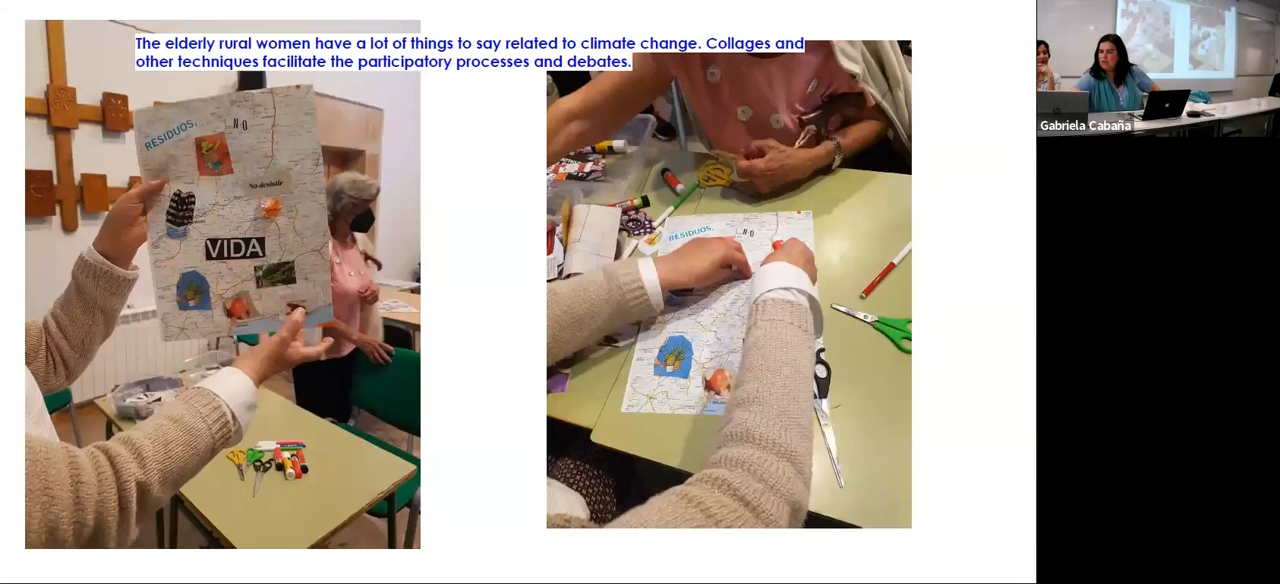 The elderly rural women have a lot of things to say related to climate change. Collages and
other techniques facilitate the participatory processes and debates.
RESIDUOS,
NO
No desistir
VIDA
RESIDUOS,
NO
Gabriela Cabaña